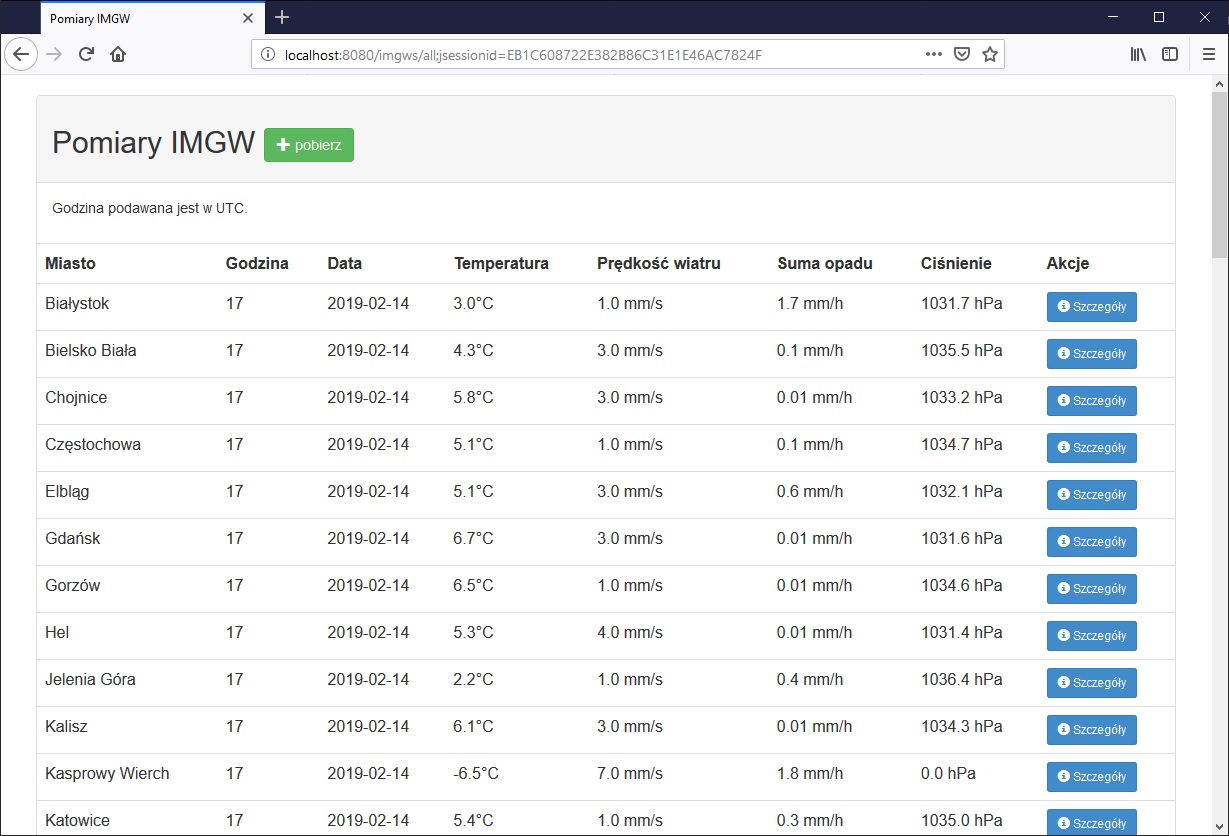 Pomiary IMGW
localhost:8080/imgws/all;jsessionid=EB1C608722E382B86C31E1E46AC7824F
Pomiary IMGW pobierz
Godzina podawana jest w UTC.
Miasto Godzina Data Temperatura Prędkość wiatru Suma opadu Ciśnienie Akcje
Białystok 17 2019-02-14 3.0°C 1.0 mm/s 1.7 mm/h 1031.7 hPa Szczegóły
Bielsko Biała 17 2019-02-14 4.3°C 3.0 mm/s 0.1 mm/h 1035.5 hPa Szczegóły
Chojnice 17 2019-02-14 5.8°C 3.0 mm/s 0.01 mm/h 1033.2 hPa Szczegóły
Częstochowa 17 2019-02-14 5.1°C 1.0 mm/s 0.1 mm/h 1034.7 hPa Szczegóły
Elbląg 17 2019-02-14 5.1°C 3.0 mm/s 0.6 mm/h 1032.1 hPa Szczegóły
Gdańsk 17 2019-02-14 6.7°C 3.0 mm/s 0.01 mm/h 1031.6 hPa Szczegóły
Gorzów 17 2019-02-14 6.5°C 1.0 mm/s 0.01 mm/h 1034.6 hPa Szczegóły
Hel 17 2019-02-14 5.3°C 4.0 mm/s 0.01 mm/h 1031.4 hPa Szczegóły
Jelenia Góra 17 2019-02-14 2.2°C 1.0 mm/s 0.4 mm/h 1036.4 hPa Szczegóły
Kalisz 17 2019-02-14 6.1°C 3.0 mm/s 0.01 mm/h 1034.3 hPa Szczegóły
Kasprowy Wierch 17 2019-02-14 -6.5°C 7.0 mm/s 1.8 mm/h 0.0 hPa Szczegóły
Katowice 17 2019-02-14 5.4°C 1.0 mm/s 0.3 mm/h 1035.0 hPa Szczegóły